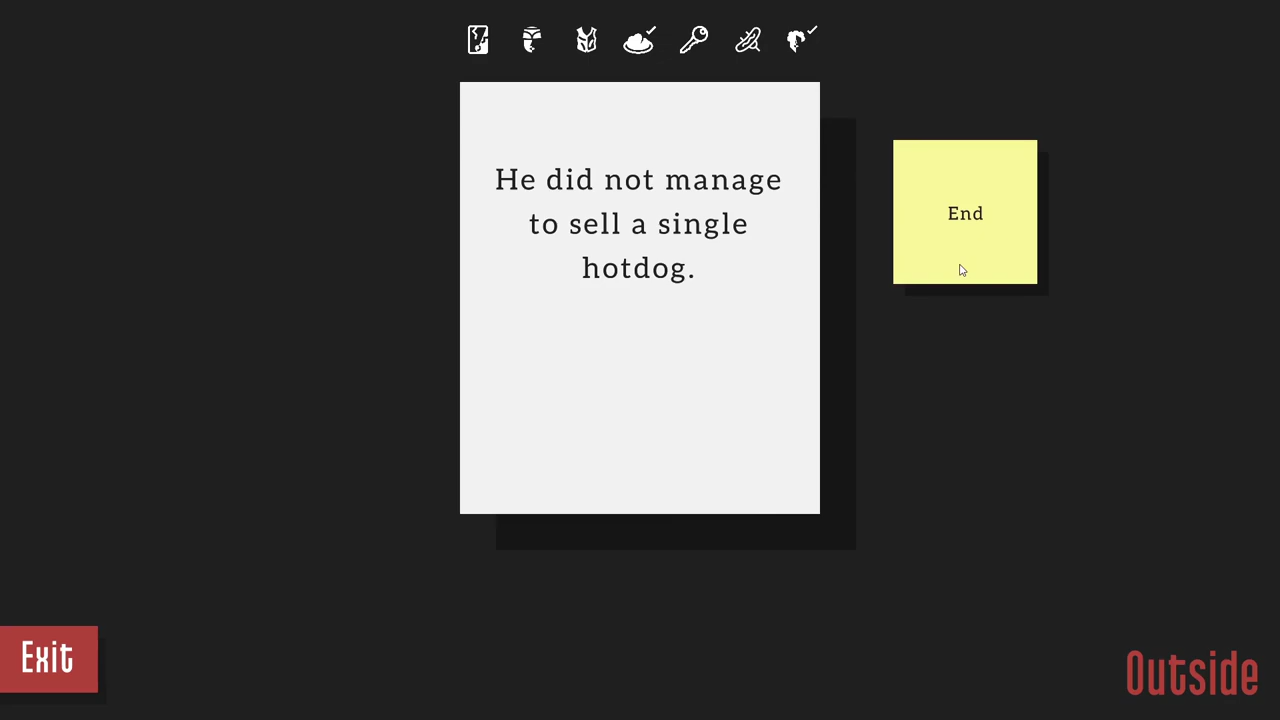 He did not manage
to sell a single
hotdog.
End
Exit
Outside